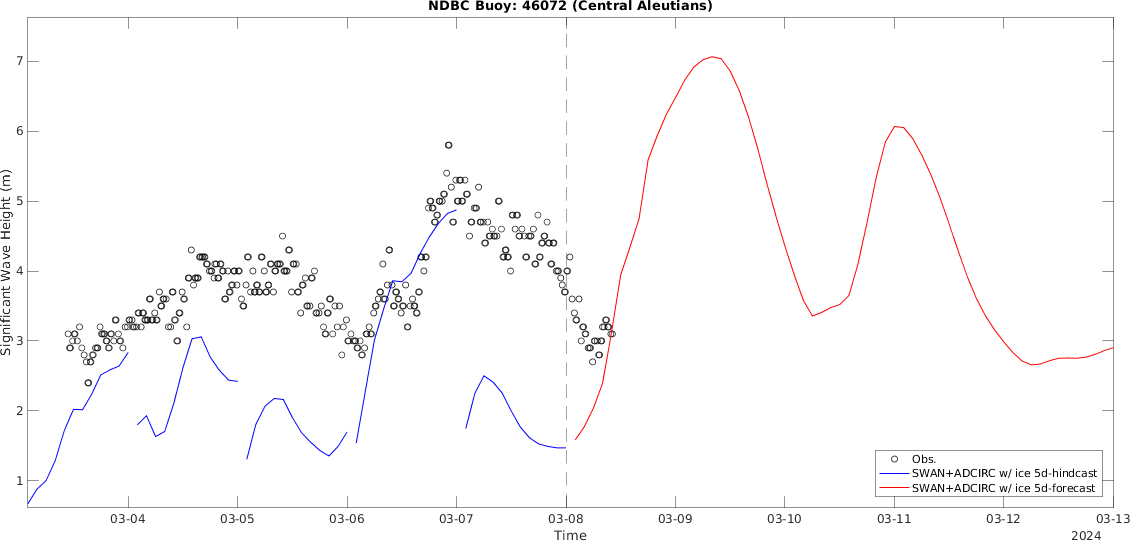 NDBC Buoy: 46072 (Central Aleutians)
Significant Wave Height (m)
7
6
5
4
3
2
1
Obs.
SWAN+ADCIRC w/ ice 5d-hindcast
SWAN+ADCIRC w/ ice 5d-forecast
03-04 03-05 03-06 03-07 03-08 03-09 03-10 03-11 03-12 03-13
Time
2024